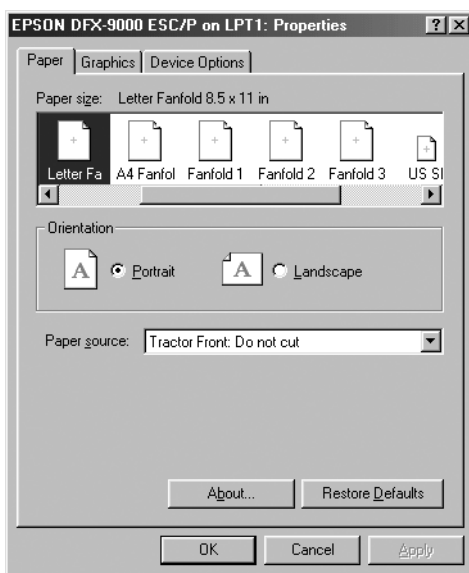 EPSON DFX-9000 ESC/P on LPT1: Properties ? X
Paper Graphics Device Options
Paper size: Letter Fanfold 8.5 x 11 in
Letter Fa A4 Fanfol Fanfold 1 Fanfold 2 Fanfold 3 US SI
Orientation
A Portrait A Landscape
Paper source: Tractor Front: Do not cut
About... Restore Defaults
OK Cancel Apply